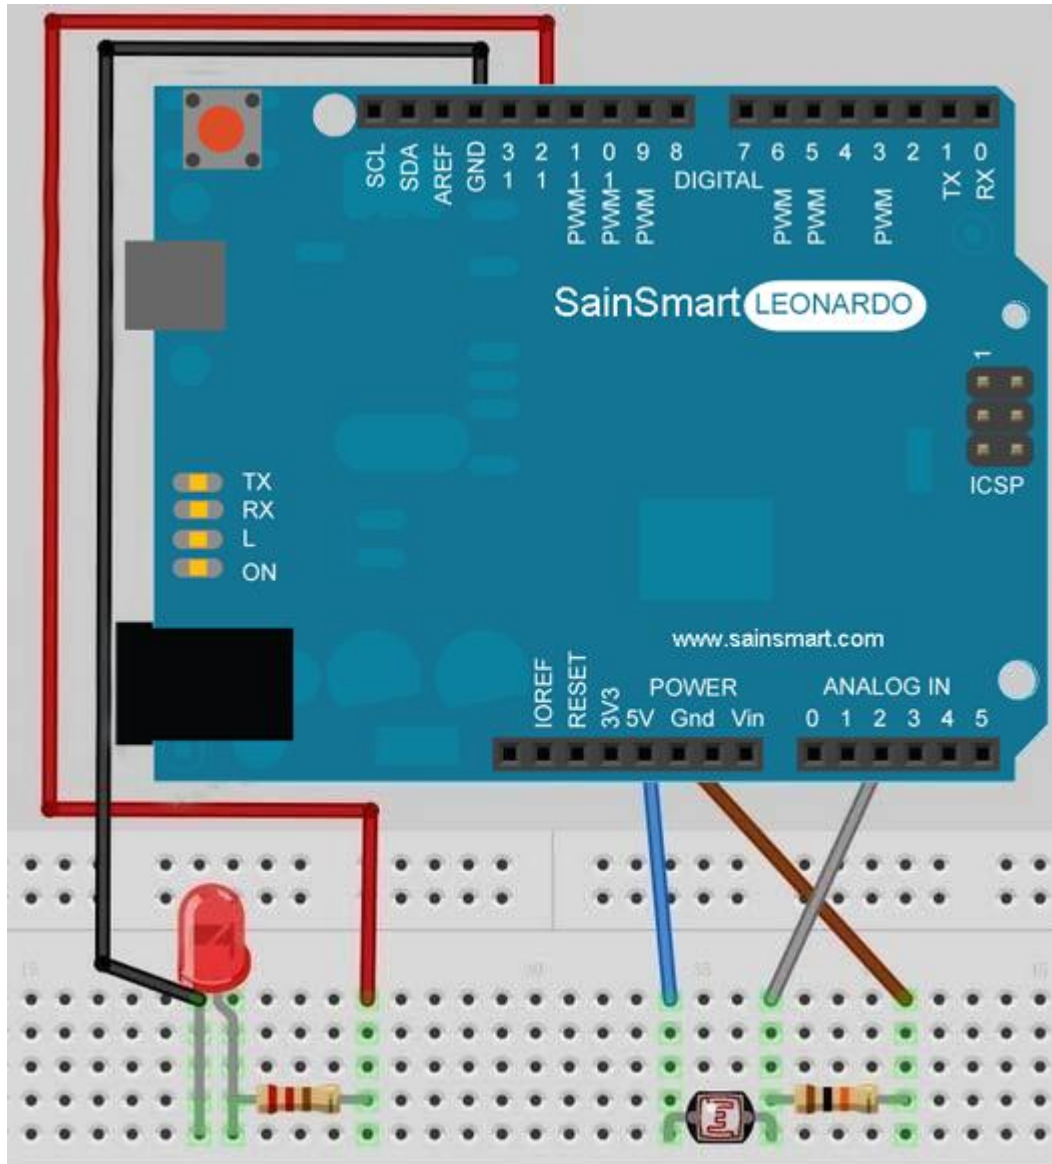 SCL SDA AREF GND 13 12 11 10 9 8 7 6 5 4 3 2 1 0
DIGITAL
PWM PWM PWM PWM PWM PWM TX RX
SainSmart LEONARDO
1
ICSP
TX
RX
L
ON
www.sainsmart.com
IOREF RESET 3V3
POWER
ANALOG IN
5V Gnd Vin 0 1 2 3 4 5
30 35